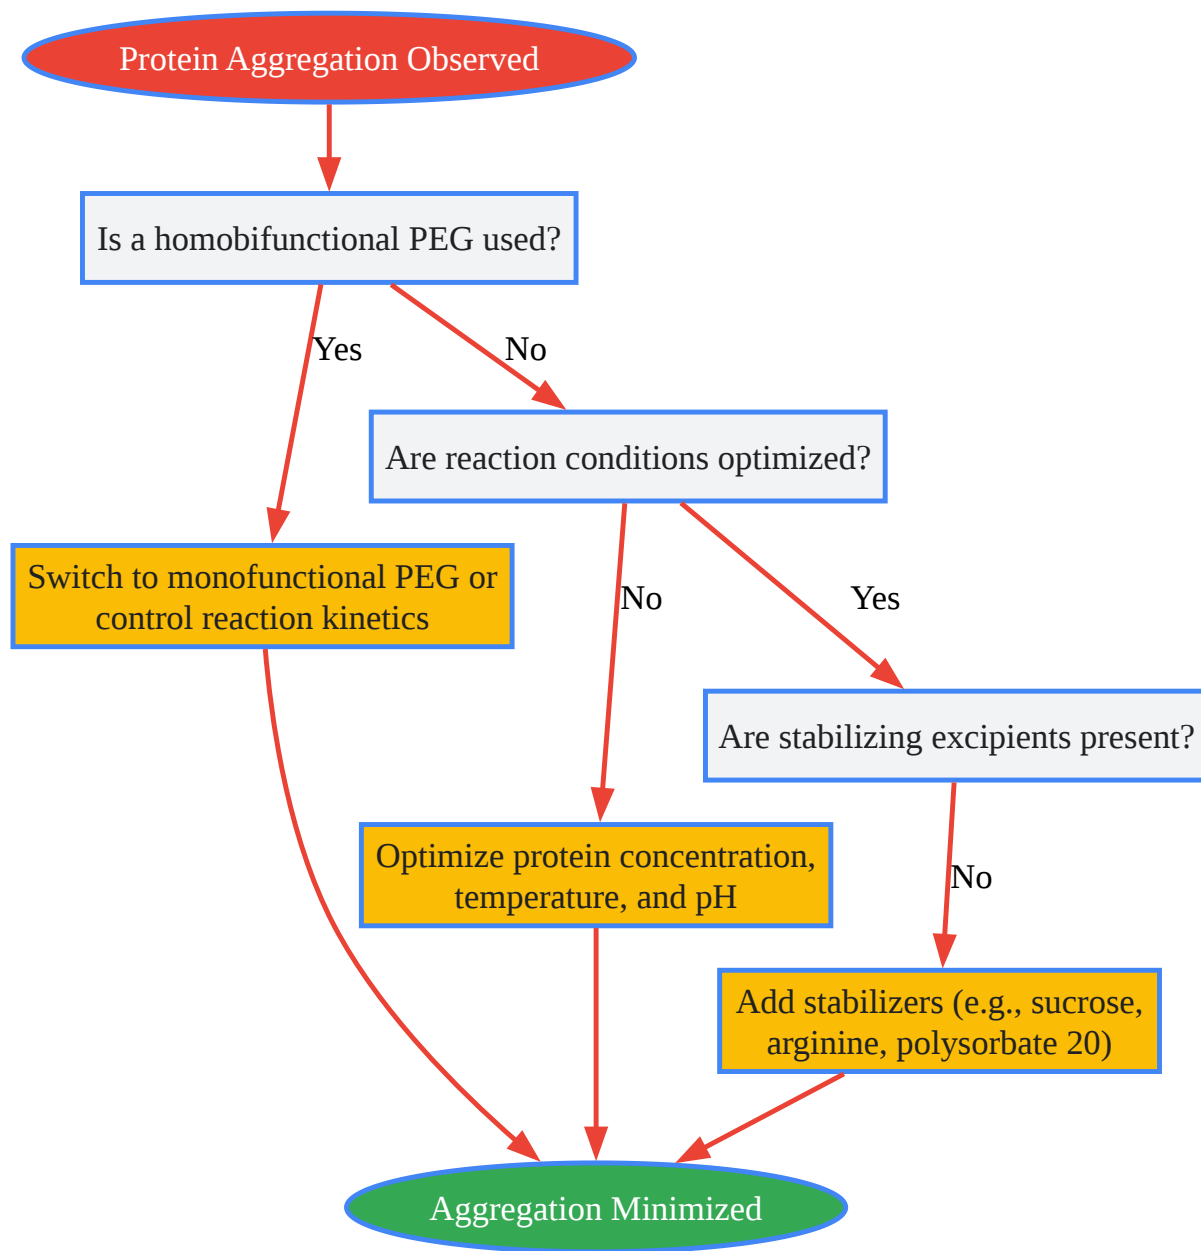 Protein Aggregation Observed
Is a homobifunctional PEG used?
Yes
No
Are reaction conditions optimized?
Switch to monofunctional PEG or
control reaction kinetics
No
Yes
Are stabilizing excipients present?
Optimize protein concentration,
temperature, and pH
No
Add stabilizers (e.g., sucrose,
arginine, polysorbate 20)
Aggregation Minimized